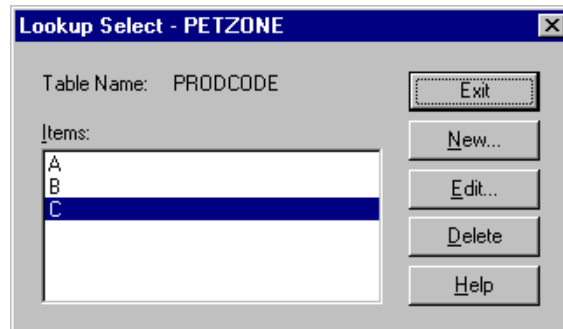 Lookup Select - PETZONE
Table Name: PRODCODE
Exit
Items:
New...
A
B
Edit...
C
Delete
Help